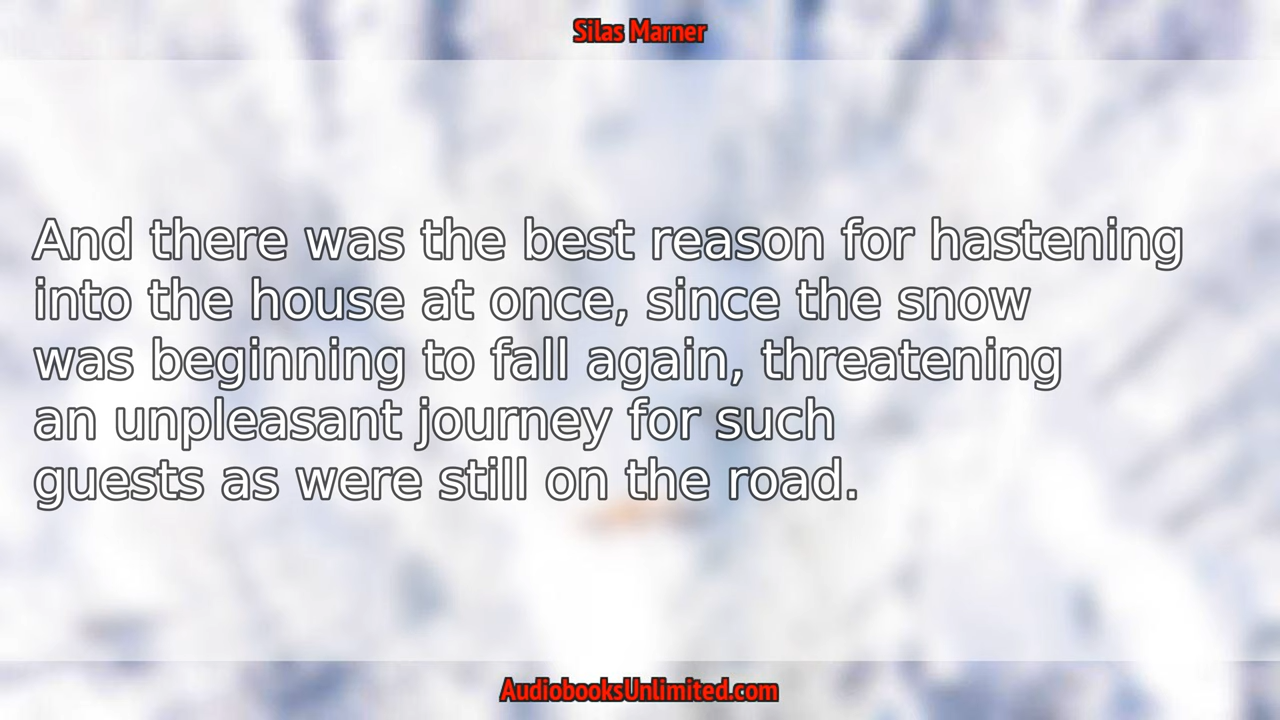 Silas Marner
And there was the best reason for hastening
into the house at once, since the snow
was beginning to fall again, threatening
an unpleasant journey for such
guests as were still on the road.
AudiobooksUnlimited.com